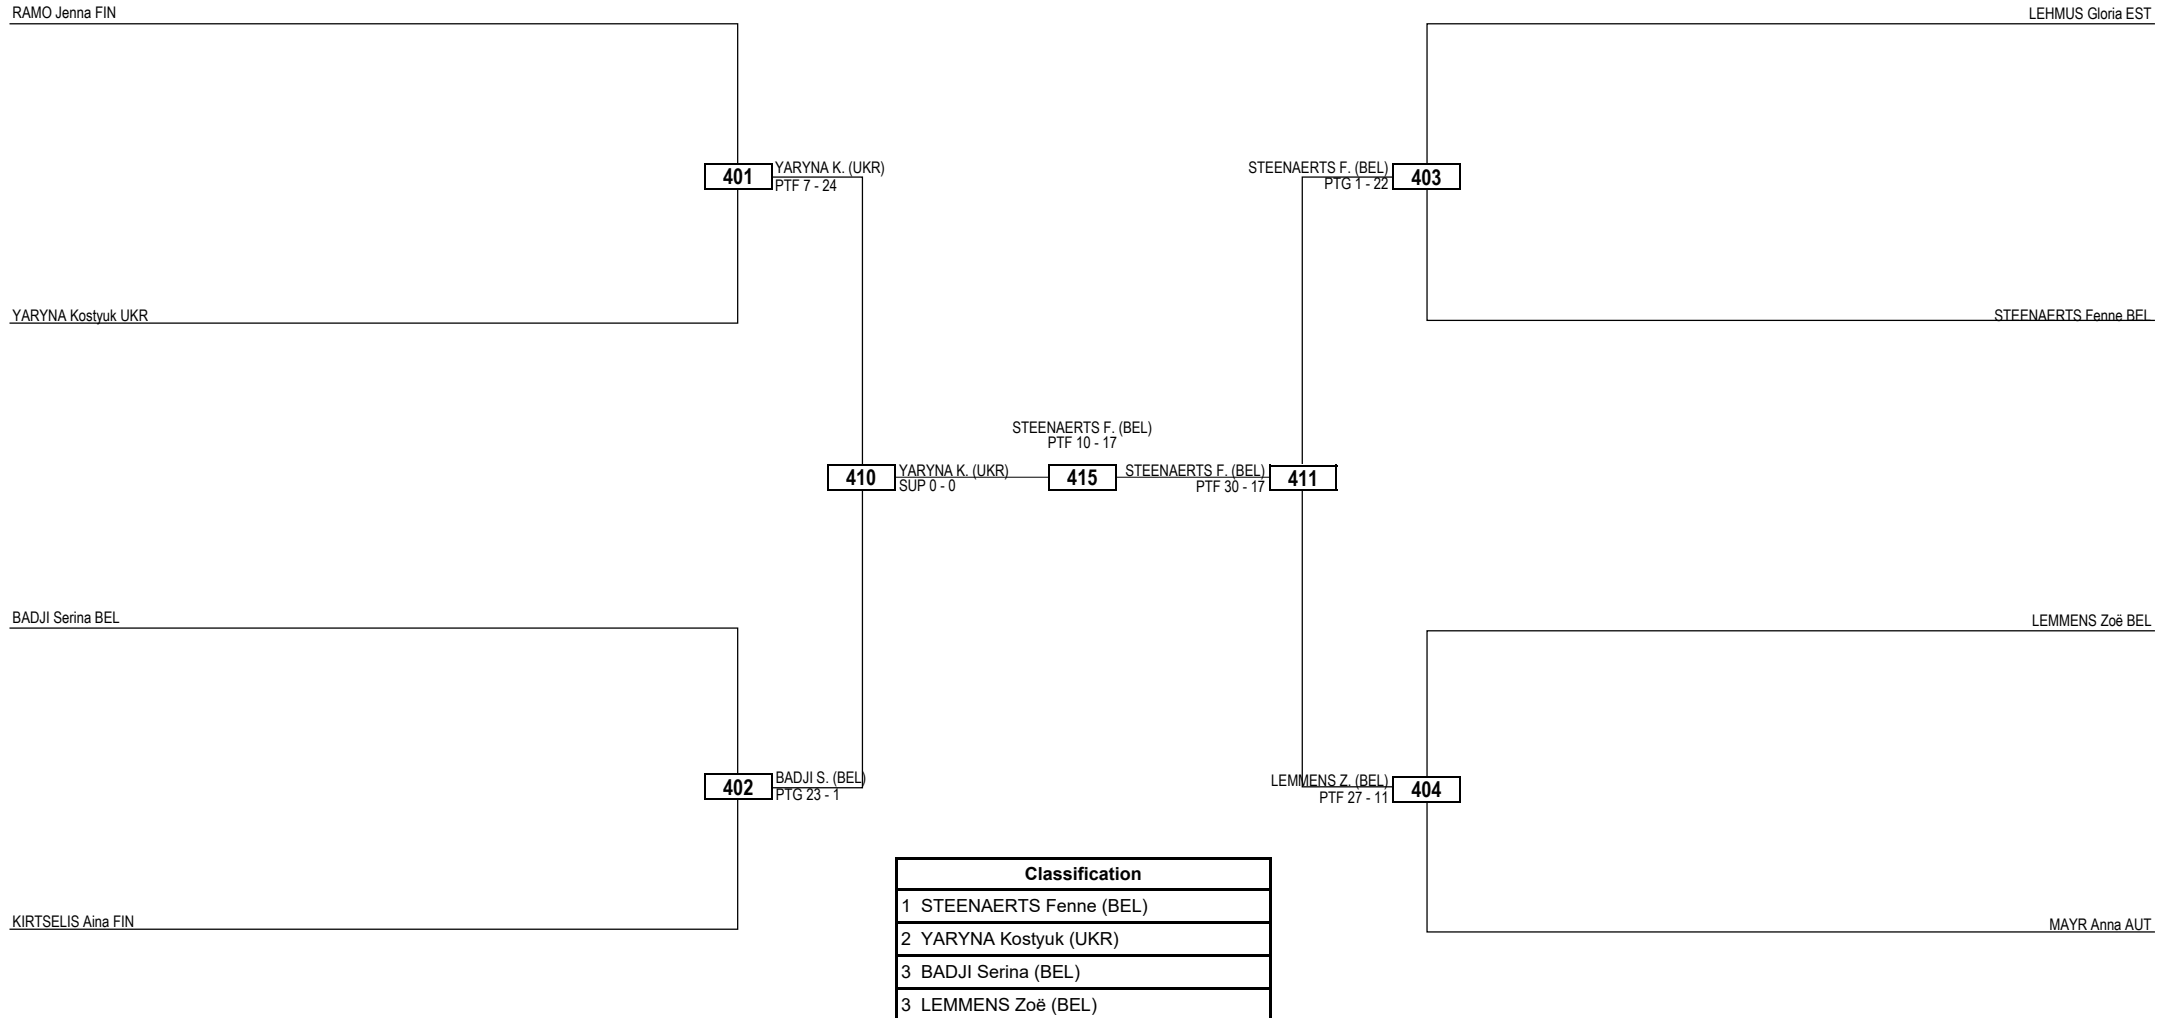 RAMO Jenna FIN
LEHMUS Gloria EST
401
YARYNA K. (UKR)
PTF 7 - 24
STEENAERTS F. (BEL)
PTG 1 - 22
403
YARYNA Kostyuk UKR
STEENAERTS Fenne BEL
STEENAERTS F. (BEL)
PTF 10 - 17
410
YARYNA K. (UKR)
SUP 0 - 0
415
STEENAERTS F. (BEL)
PTF 30 - 17
411
BADJI Serina BEL
LEMMENS Zoë BEL
402
BADJI S. (BEL)
PTG 23 - 1
LEMMENS Z. (BEL)
PTF 27 - 11
404
KIRTSELIS Aina FIN
MAYR Anna AUT
Classification
1 STEENAERTS Fenne (BEL)
2 YARYNA Kostyuk (UKR)
3 BADJI Serina (BEL)
3 LEMMENS Zoë (BEL)